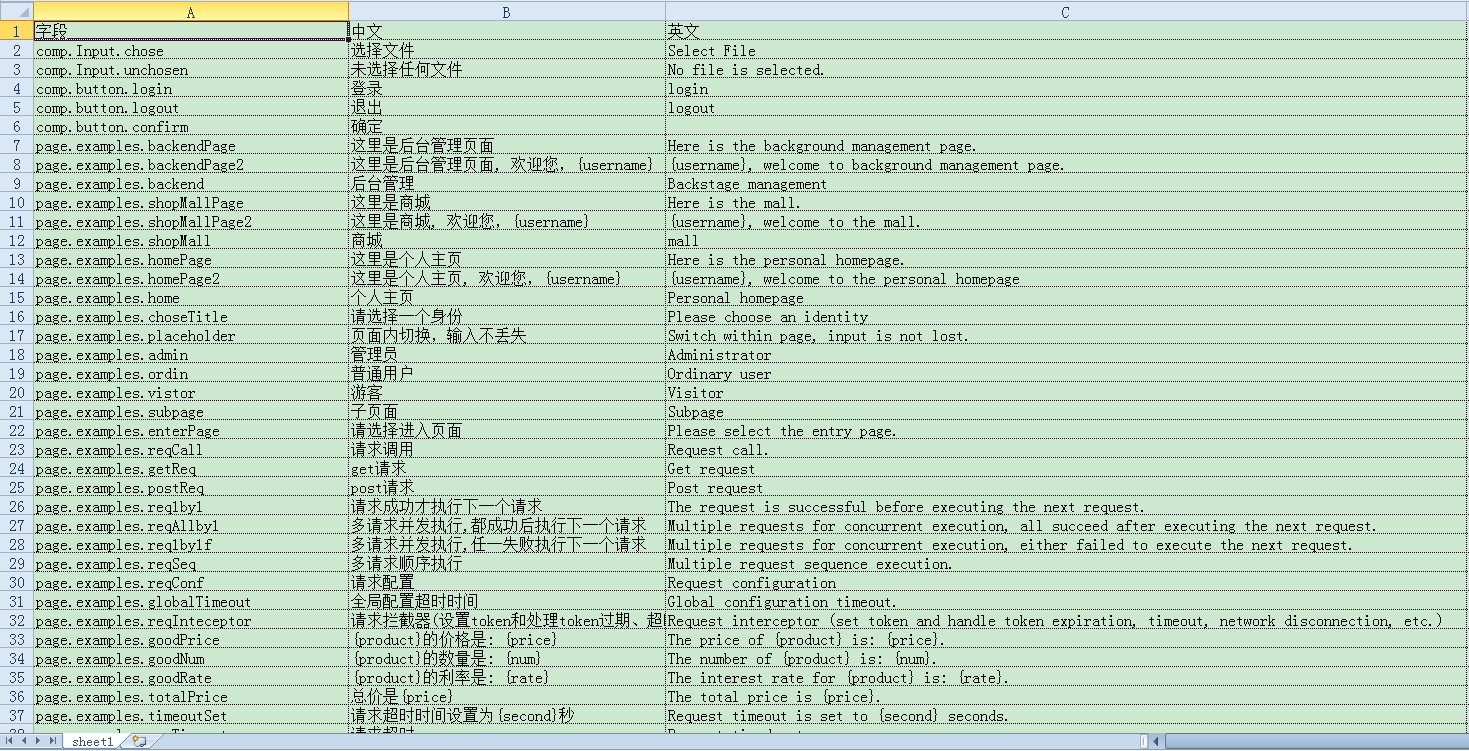 A B C
1 字段 中文 英文
2 comp.Input.chose 选择文件 Select File
3 comp.Input.unchosen 未选择任何文件 No file is selected.
4 comp.button.login 登录 login
5 comp.button.logout 退出 logout
6 comp.button.confirm 确定
7 page.examples.backendPage 这里是后台管理页面 Here is the background management page.
8 page.examples.backendPage2 这里是后台管理页面, 欢迎您, {username} {username}, welcome to background management page.
9 page.examples.backend 后台管理 Backstage management
10 page.examples.shopMallPage 这里是商城 Here is the mall.
11 page.examples.shopMallPage2 这里是商城, 欢迎您, {username} {username}, welcome to the mall.
12 page.examples.shopMall 商城 mall
13 page.examples.homePage 这里是个人主页 Here is the personal homepage.
14 page.examples.homePage2 这里是个人主页, 欢迎您, {username} {username}, welcome to the personal homepage
15 page.examples.home 个人主页 Personal homepage
16 page.examples.choseTitle 请选择一个身份 Please choose an identity
17 page.examples.placeholder 页面内切换，输入不丢失 Switch within page, input is not lost.
18 page.examples.admin 管理员 Administrator
19 page.examples.ordin 普通用户 Ordinary user
20 page.examples.vistor 游客 Visitor
21 page.examples.subpage 子页面 Subpage
22 page.examples.enterPage 请选择进入页面 Please select the entry page.
23 page.examples.reqCall 请求调用 Request call.
24 page.examples.getReq get请求 Get request
25 page.examples.postReq post请求 Post request
26 page.examples.req1by1 请求成功才执行下一个请求 The request is successful before executing the next request.
27 page.examples.reqAllby1 多请求并发执行,都成功后执行下一个请求 Multiple requests for concurrent execution, all succeed after executing the next request.
28 page.examples.req1by1f 多请求并发执行,任一失败执行下一个请求 Multiple requests for concurrent execution, either failed to execute the next request.
29 page.examples.reqSeq 多请求顺序执行 Multiple request sequence execution.
30 page.examples.reqConf 请求配置 Request configuration
31 page.examples.globalTimeout 全局配置超时时间 Global configuration timeout.
32 page.examples.reqInteceptor 请求拦截器(设置token和处理token过期、超 Request interceptor (set token and handle token expiration, timeout, network disconnection, etc.)
33 page.examples.goodPrice {product}的价格是: {price} The price of {product} is: {price}.
34 page.examples.goodNum {product}的数量是: {num} The number of {product} is: {num}.
35 page.examples.goodRate {product}的利率是: {rate} The interest rate for {product} is: {rate}.
36 page.examples.totalPrice 总价是{price} The total price is {price}.
37 page.examples.timeoutSet 请求超时时间设置为{second}秒 Request timeout is set to {second} seconds.
sheet1